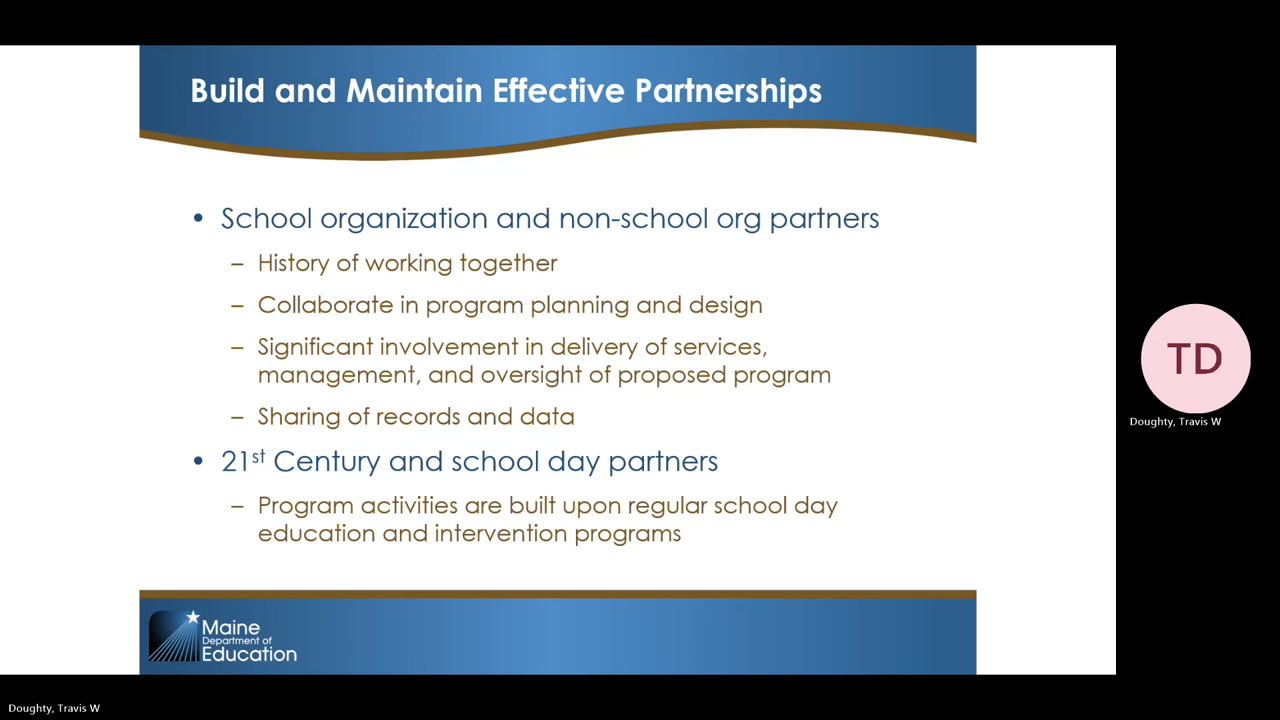 Build and Maintain Effective Partnerships
• School organization and non-school org partners
– History of working together
– Collaborate in program planning and design
– Significant involvement in delivery of services,
management, and oversight of proposed program
– Sharing of records and data
• 21st Century and school day partners
– Program activities are built upon regular school day
education and intervention programs
Maine
Department of
Education
TD
Doughty, Travis W
Doughty, Travis W